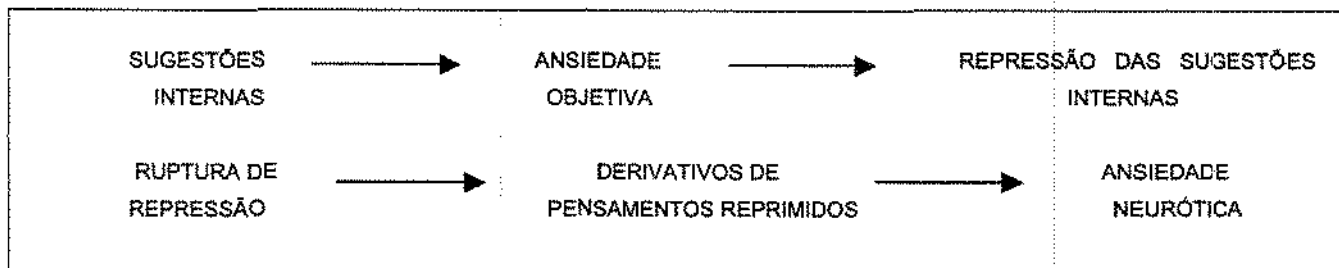 SUGESTÕES INTERNAS
ANSIEDADE OBJETIVA
REPRESSÃO DAS SUGESTÕES INTERNAS
RUPTURA DE REPRESSÃO
DERIVATIVOS DE PENSAMENTOS REPRIMIDOS
ANSIEDADE NEURÓTICA